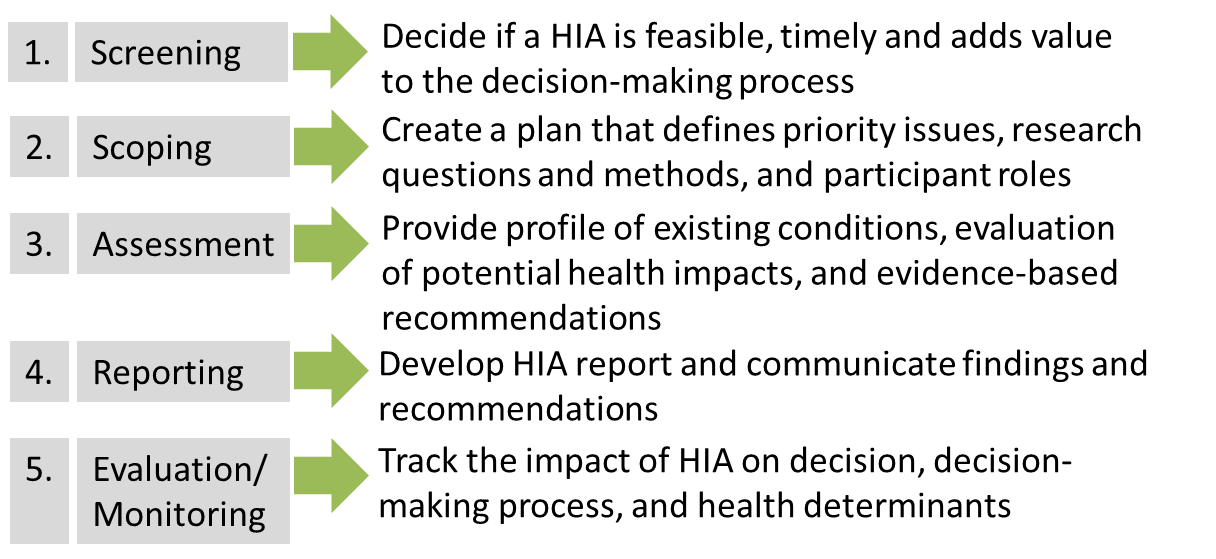 1. Screening Decide if a HIA is feasible, timely and adds value
to the decision-making process
2. Scoping Create a plan that defines priority issues, research
questions and methods, and participant roles
3. Assessment Provide profile of existing conditions, evaluation
of potential health impacts, and evidence-based
recommendations
4. Reporting Develop HIA report and communicate findings and
recommendations
5. Evaluation/ Track the impact of HIA on decision, decision-
Monitoring making process, and health determinants